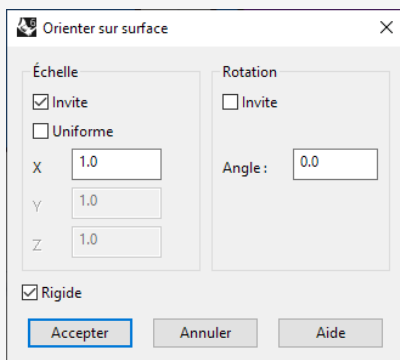 Orienter sur surface
Échelle
Invite
Uniforme
X 1.0
Y 1.0
Z 1.0
Rotation
Invite
Angle : 0.0
Rigide
Accepter Annuler Aide